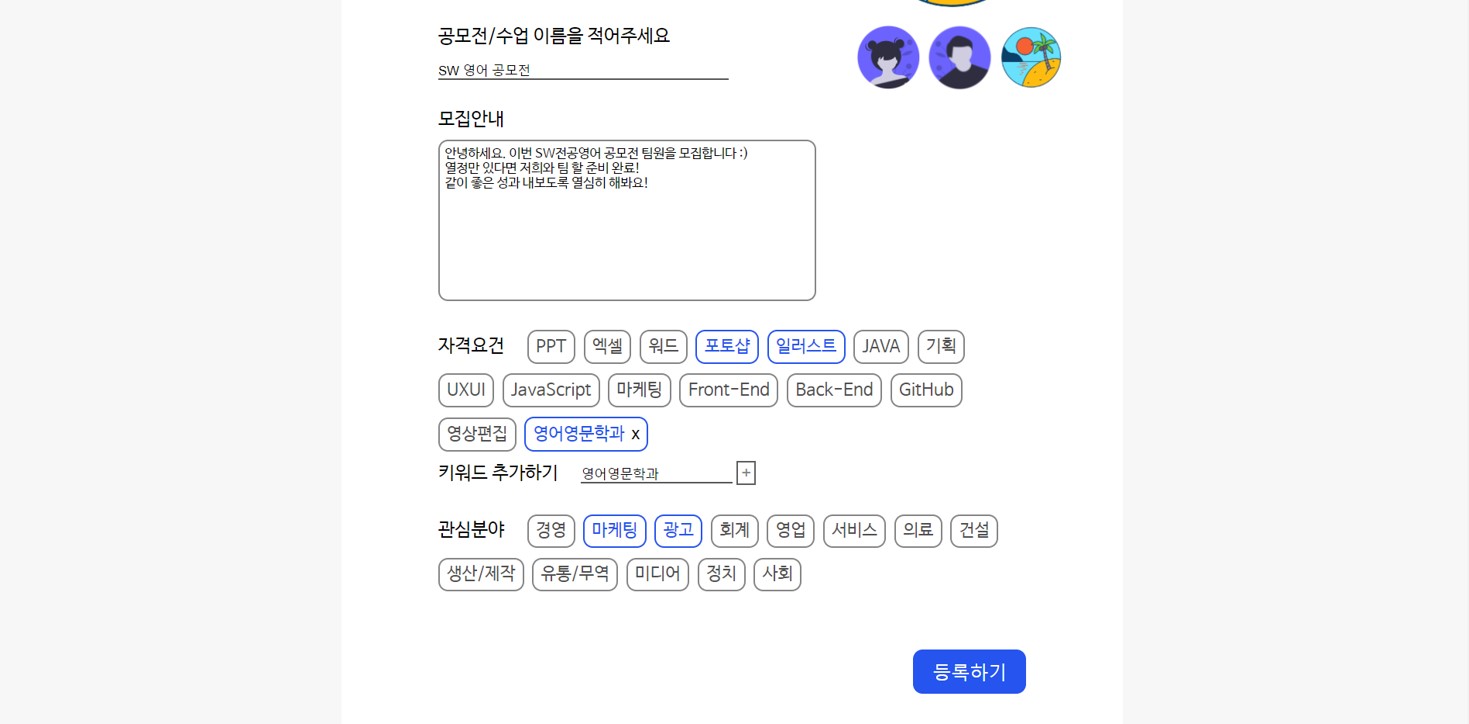 공모전/수업 이름을 적어주세요
SW 영어 공모전
모집안내
안녕하세요. 이번 SW전공영어 공모전 팀원을 모집합니다 :)
열정만 있다면 저희와 팀 할 준비 완료!
같이 좋은 성과 내보도록 열심히 해봐요!
자격요건 PPT 엑셀 워드 포토샵 일러스트 JAVA 기획
UXUI JavaScript 마케팅 Front-End Back-End GitHub
영상편집 영어영문학과 x
키워드 추가하기 영어영문학과 +
관심분야 경영 마케팅 광고 회계 영업 서비스 의료 건설
생산/제작 유통/무역 미디어 정치 사회
등록하기